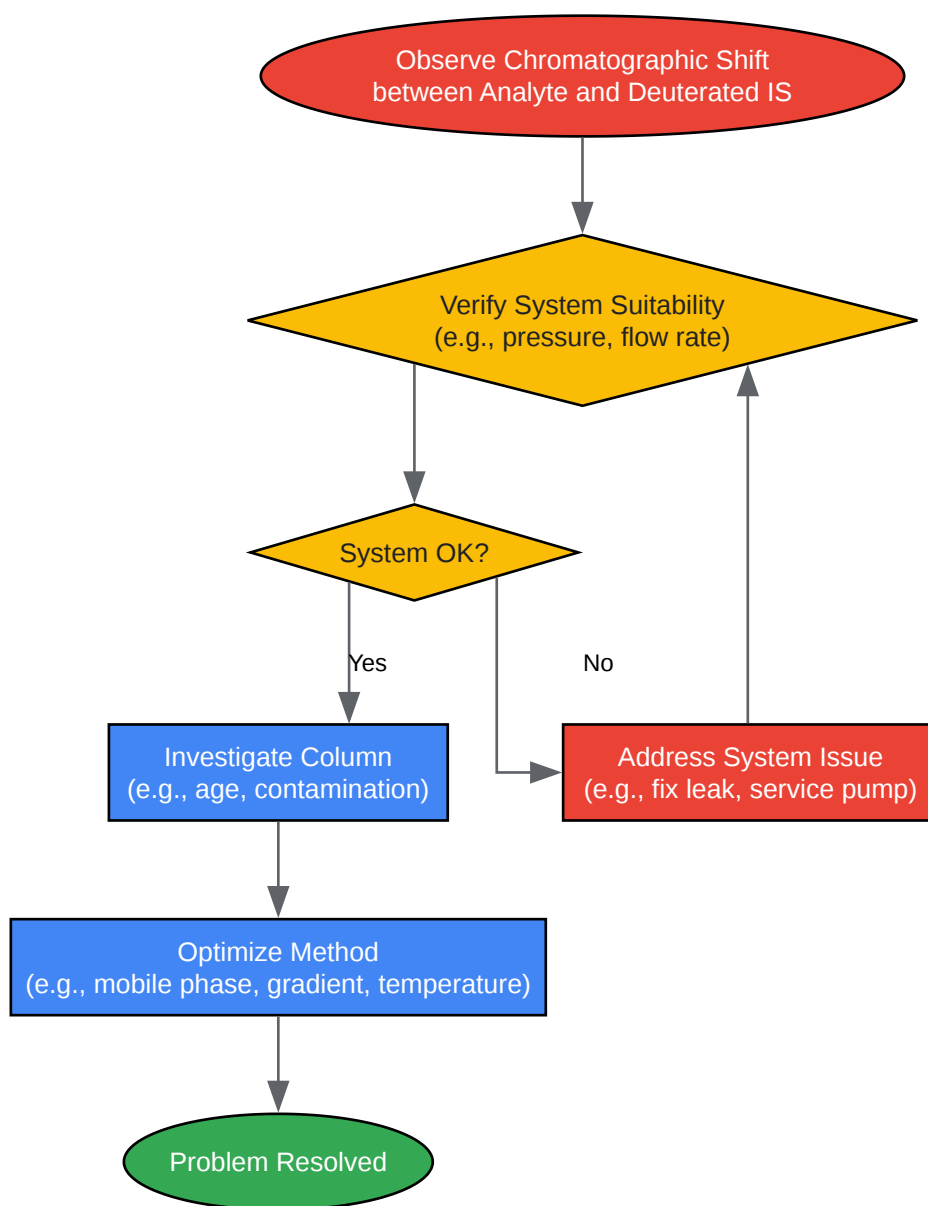 Observe Chromatographic Shift
between Analyte and Deuterated IS
Verify System Suitability
(e.g., pressure, flow rate)
System OK?
Yes
No
Investigate Column
(e.g., age, contamination)
Address System Issue
(e.g., fix leak, service pump)
Optimize Method
(e.g., mobile phase, gradient, temperature)
Problem Resolved